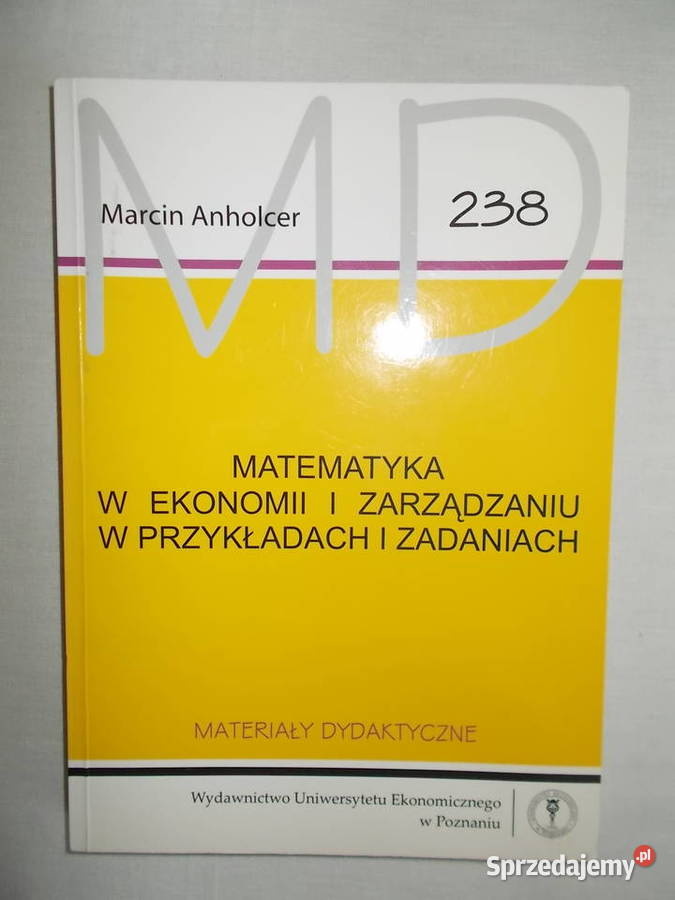 MD
Marcin Anholcer
238
MATEMATYKA
W EKONOMII I ZARZĄDZANIU
W PRZYKŁADACH I ZADANIACH
MATERIAŁY DYDAKTYCZNE
Wydawnictwo Uniwersytetu Ekonomicznego
w Poznaniu
Sprzedajemy.pl